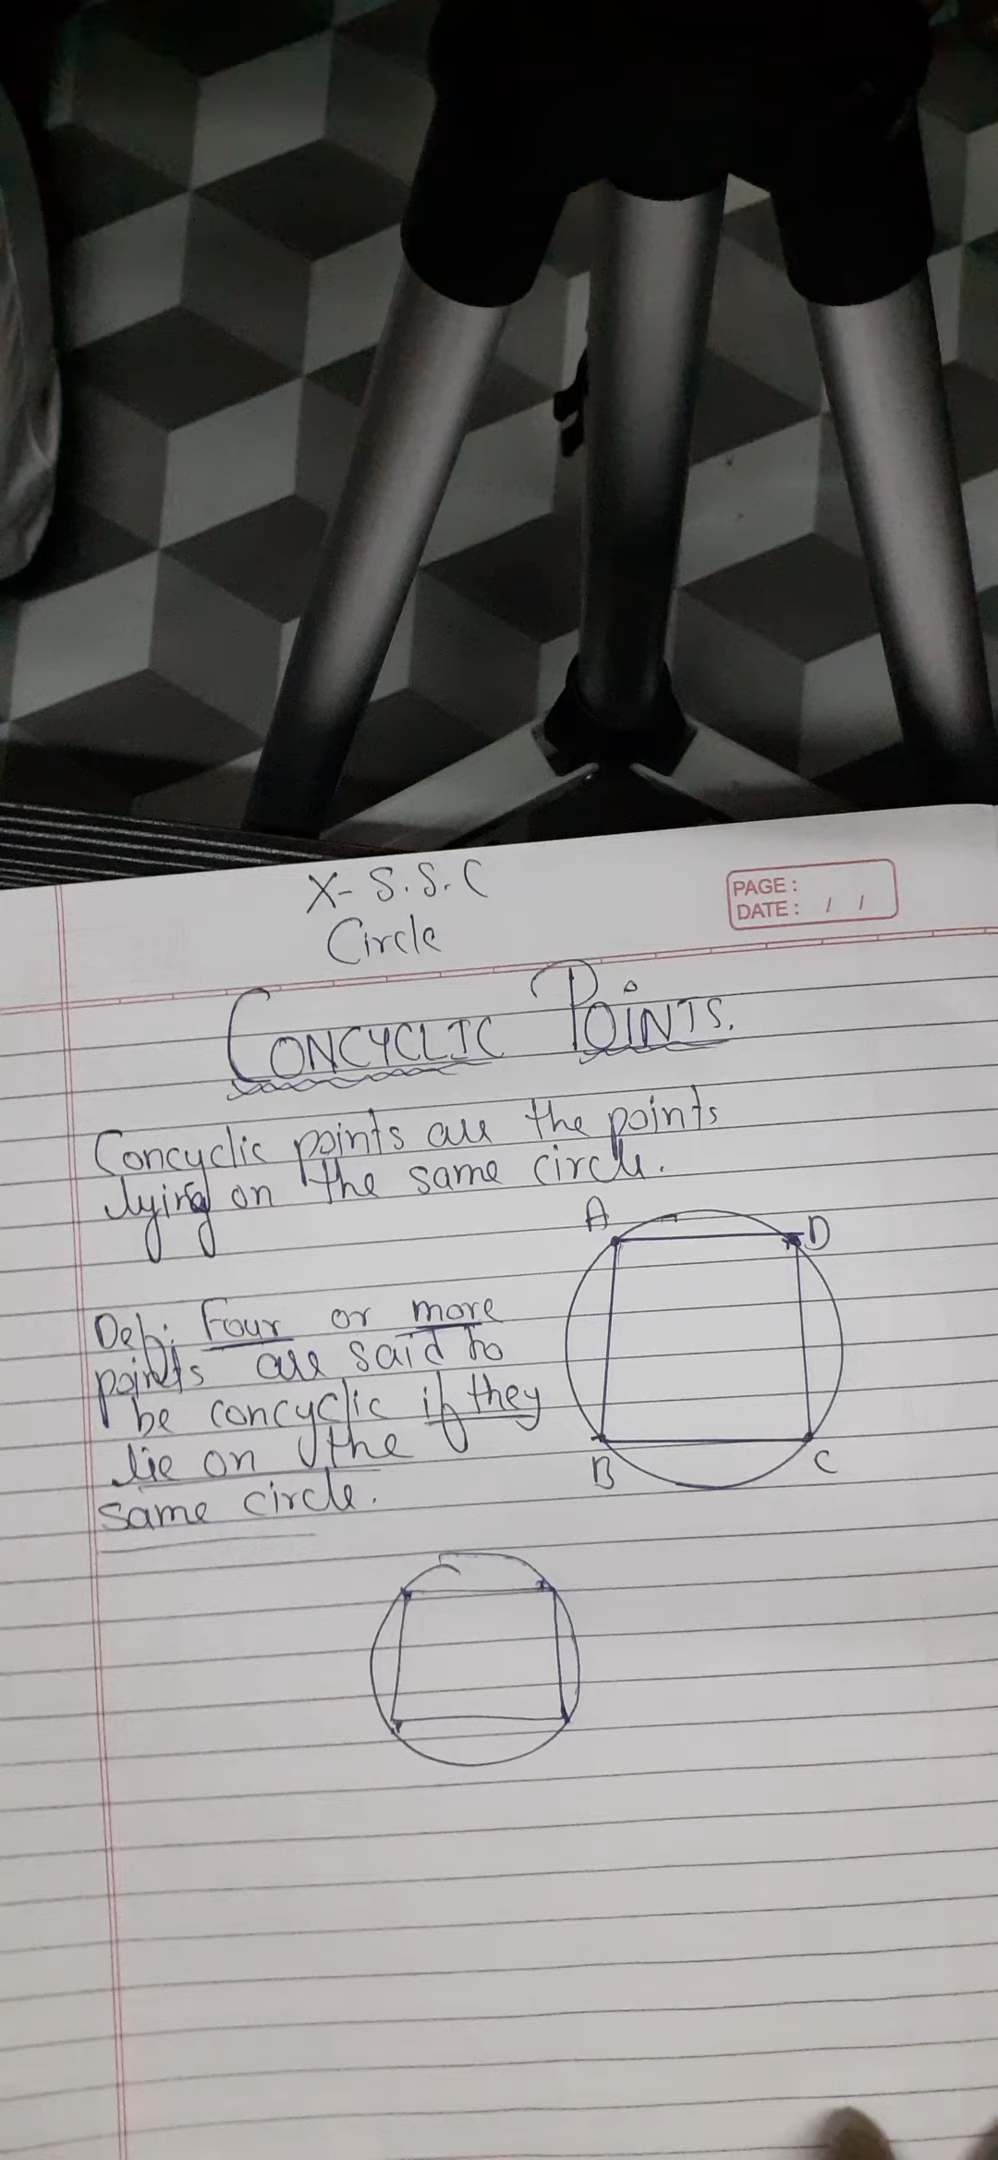 X- S.S.C
Circle
PAGE:
DATE: / /
CONCYCLIC POINTS.
Concyclic points are the points
lying on the same circle.
A
D
Def: Four or more
points are said to
be concyclic if they
lie on the
same circle.
B
C